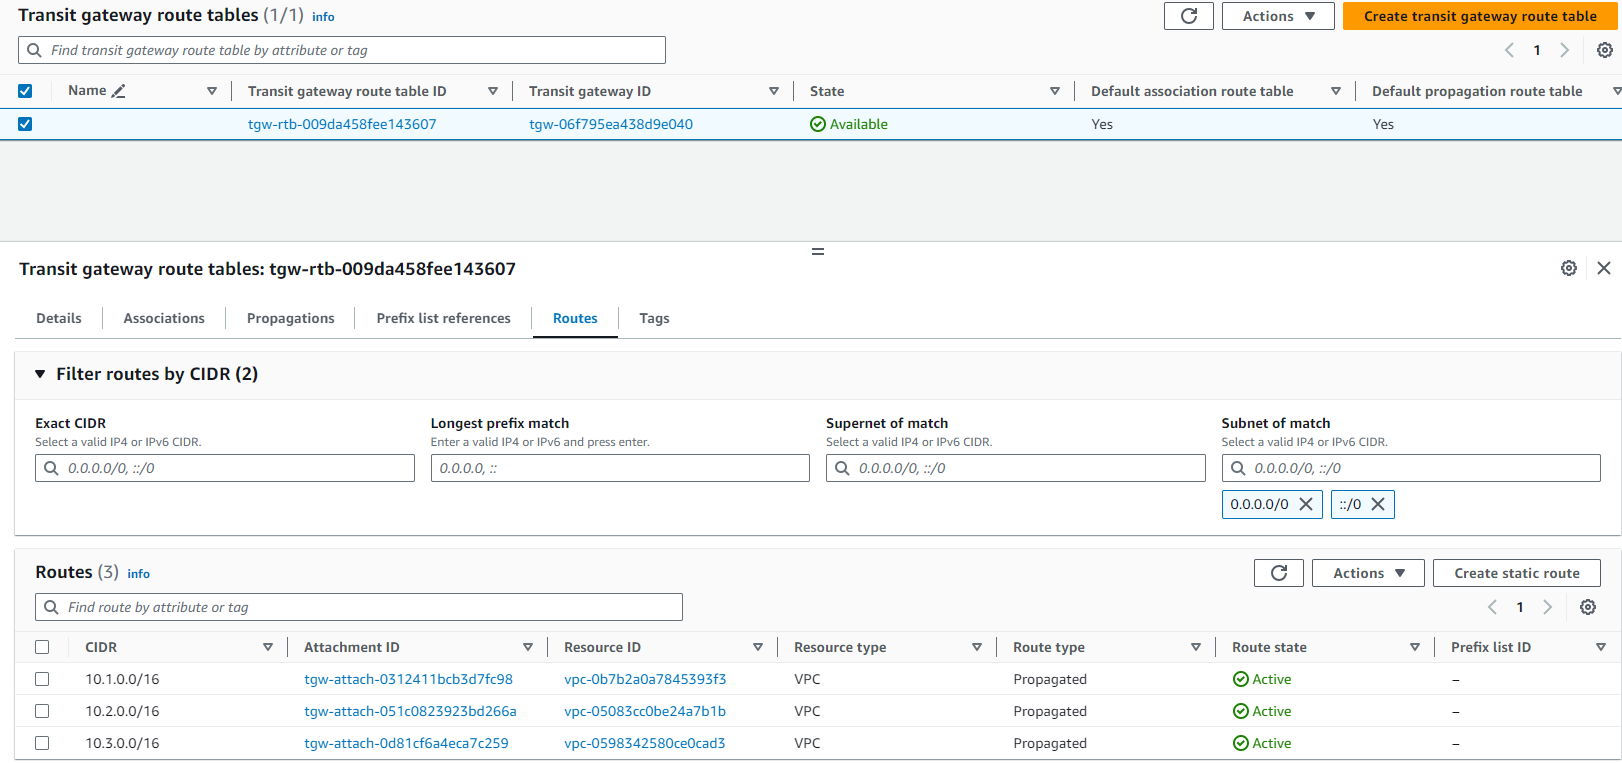 Transit gateway route tables (1/1) info
Actions
Create transit gateway route table
Find transit gateway route table by attribute or tag
1
Name Transit gateway route table ID Transit gateway ID State Default association route table Default propagation route table
tgw-rtb-009da458fee143607 tgw-06f795ea438d9e040 Available Yes Yes
Transit gateway route tables: tgw-rtb-009da458fee143607
Details Associations Propagations Prefix list references Routes Tags
Filter routes by CIDR (2)
Exact CIDR Longest prefix match Supernet of match Subnet of match
Select a valid IP4 or IPv6 CIDR. Enter a valid IP4 or IPv6 and press enter. Select a valid IP4 or IPv6 CIDR. Select a valid IP4 or IPv6 CIDR.
0.0.0.0/0, ::/0 0.0.0.0, :: 0.0.0.0/0, ::/0 0.0.0.0/0, ::/0
0.0.0.0/0 ::/0
Routes (3) info
Actions
Create static route
Find route by attribute or tag
1
CIDR Attachment ID Resource ID Resource type Route type Route state Prefix list ID
10.1.0.0/16 tgw-attach-0312411bcb3d7fc98 vpc-0b7b2a0a7845393f3 VPC Propagated Active –
10.2.0.0/16 tgw-attach-051c0823923bd266a vpc-05083cc0be24a7b1b VPC Propagated Active –
10.3.0.0/16 tgw-attach-0d81cf6a4eca7c259 vpc-0598342580ce0cad3 VPC Propagated Active –